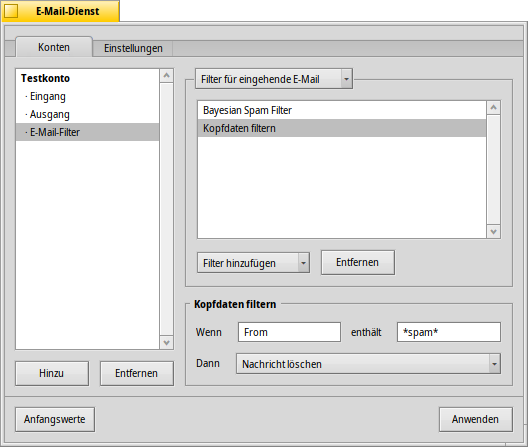 E-Mail-Dienst
Konten
Einstellungen
Testkonto
· Eingang
· Ausgang
· E-Mail-Filter
Hinzu
Entfernen
Filter für eingehende E-Mail
Bayesian Spam Filter
Kopfdaten filtern
Filter hinzufügen
Entfernen
Kopfdaten filtern
Wenn From enthält *spam*
Dann Nachricht löschen
Anfangswerte
Anwenden